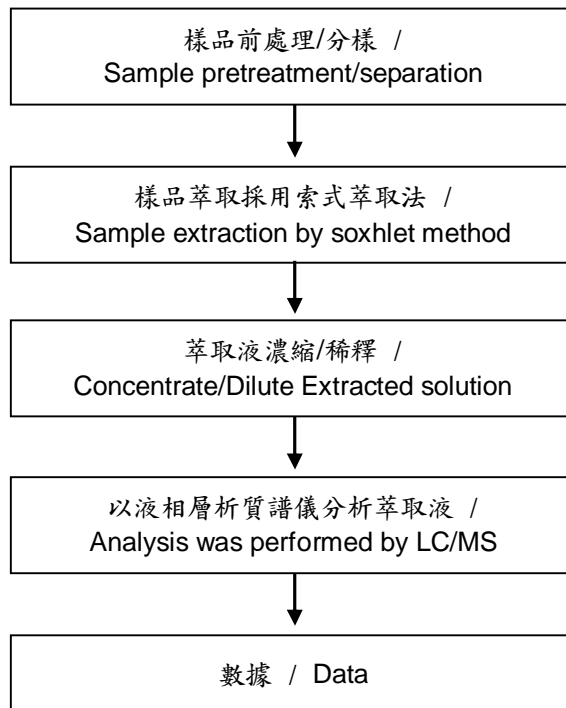 樣品前處理/分樣 /
Sample pretreatment/separation
樣品萃取採用索式萃取法 /
Sample extraction by soxhlet method
萃取液濃縮/稀釋 /
Concentrate/Dilute Extracted solution
以液相層析質譜儀分析萃取液 /
Analysis was performed by LC/MS
數據 / Data